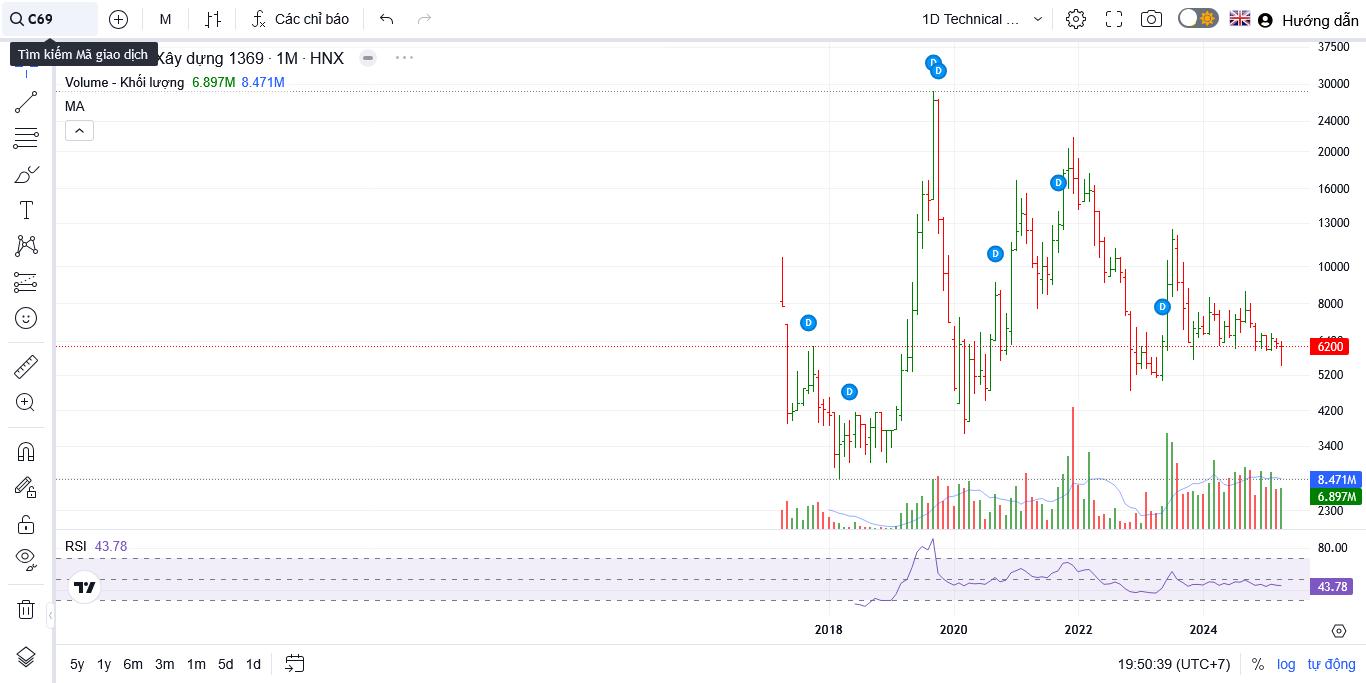 C69
M
Các chỉ báo
1D Technical ...
Hướng dẫn
Tìm kiếm Mã giao dịch
Xây dựng 1369 · 1M · HNX
Volume - Khối lượng 6.897M 8.471M
MA
37500
30000
24000
20000
16000
13000
10000
8000
6200
5200
4200
3400
8.471M
6.897M
2300
D
D
D
D
D
D
D
RSI 43.78
80.00
43.78
2018
2020
2022
2024
5y 1y 6m 3m 1m 5d 1d
19:50:39 (UTC+7)
%
log
tự động